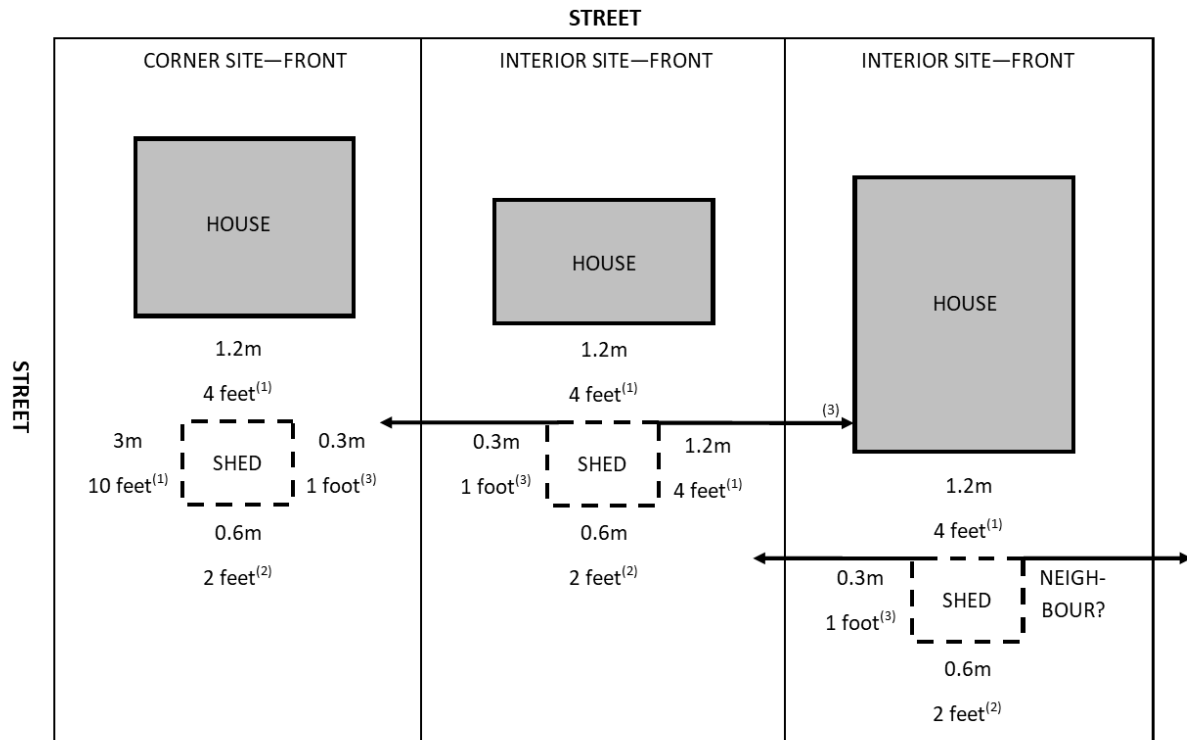 STREET
CORNER SITE—FRONT
INTERIOR SITE—FRONT
INTERIOR SITE—FRONT
HOUSE
HOUSE
HOUSE
STREET
1.2m
4 feet(1)
1.2m
4 feet(1)
3m
10 feet(1)
SHED
0.3m
1 foot(3)
0.6m
2 feet(2)
0.3m
1 foot(3)
SHED
(3)
1.2m
4 feet(1)
0.6m
2 feet(2)
1.2m
4 feet(1)
0.3m
1 foot(3)
SHED
NEIGH-
BOUR?
0.6m
2 feet(2)